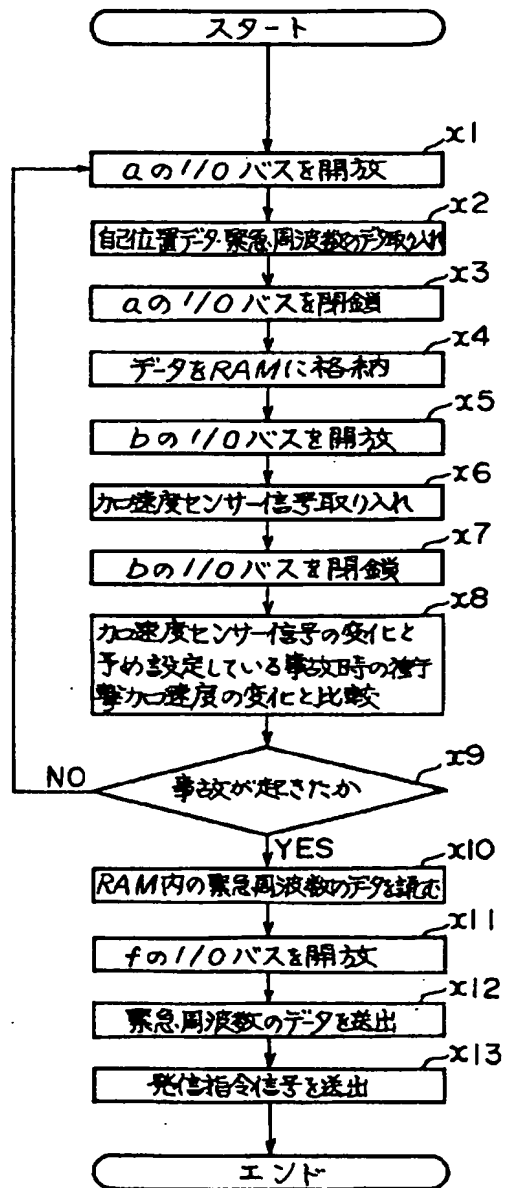 スタート
x1
aのI/Oバスを開放
x2
自己位置データ・緊急周波数のデータ取り入れ
x3
aのI/Oバスを閉鎖
x4
データをRAMに格納
x5
bのI/Oバスを開放
x6
加速度センサー信号取り入れ
x7
bのI/Oバスを閉鎖
x8
加速度センサー信号の変化と
予め設定している事故時の衝
撃加速度の変化と比較
x9
事故が起きたか
NO
YES
x10
RAM内の緊急周波数のデータを読む
x11
fのI/Oバスを開放
x12
緊急周波数のデータを送出
x13
発信指令信号を送出
エンド